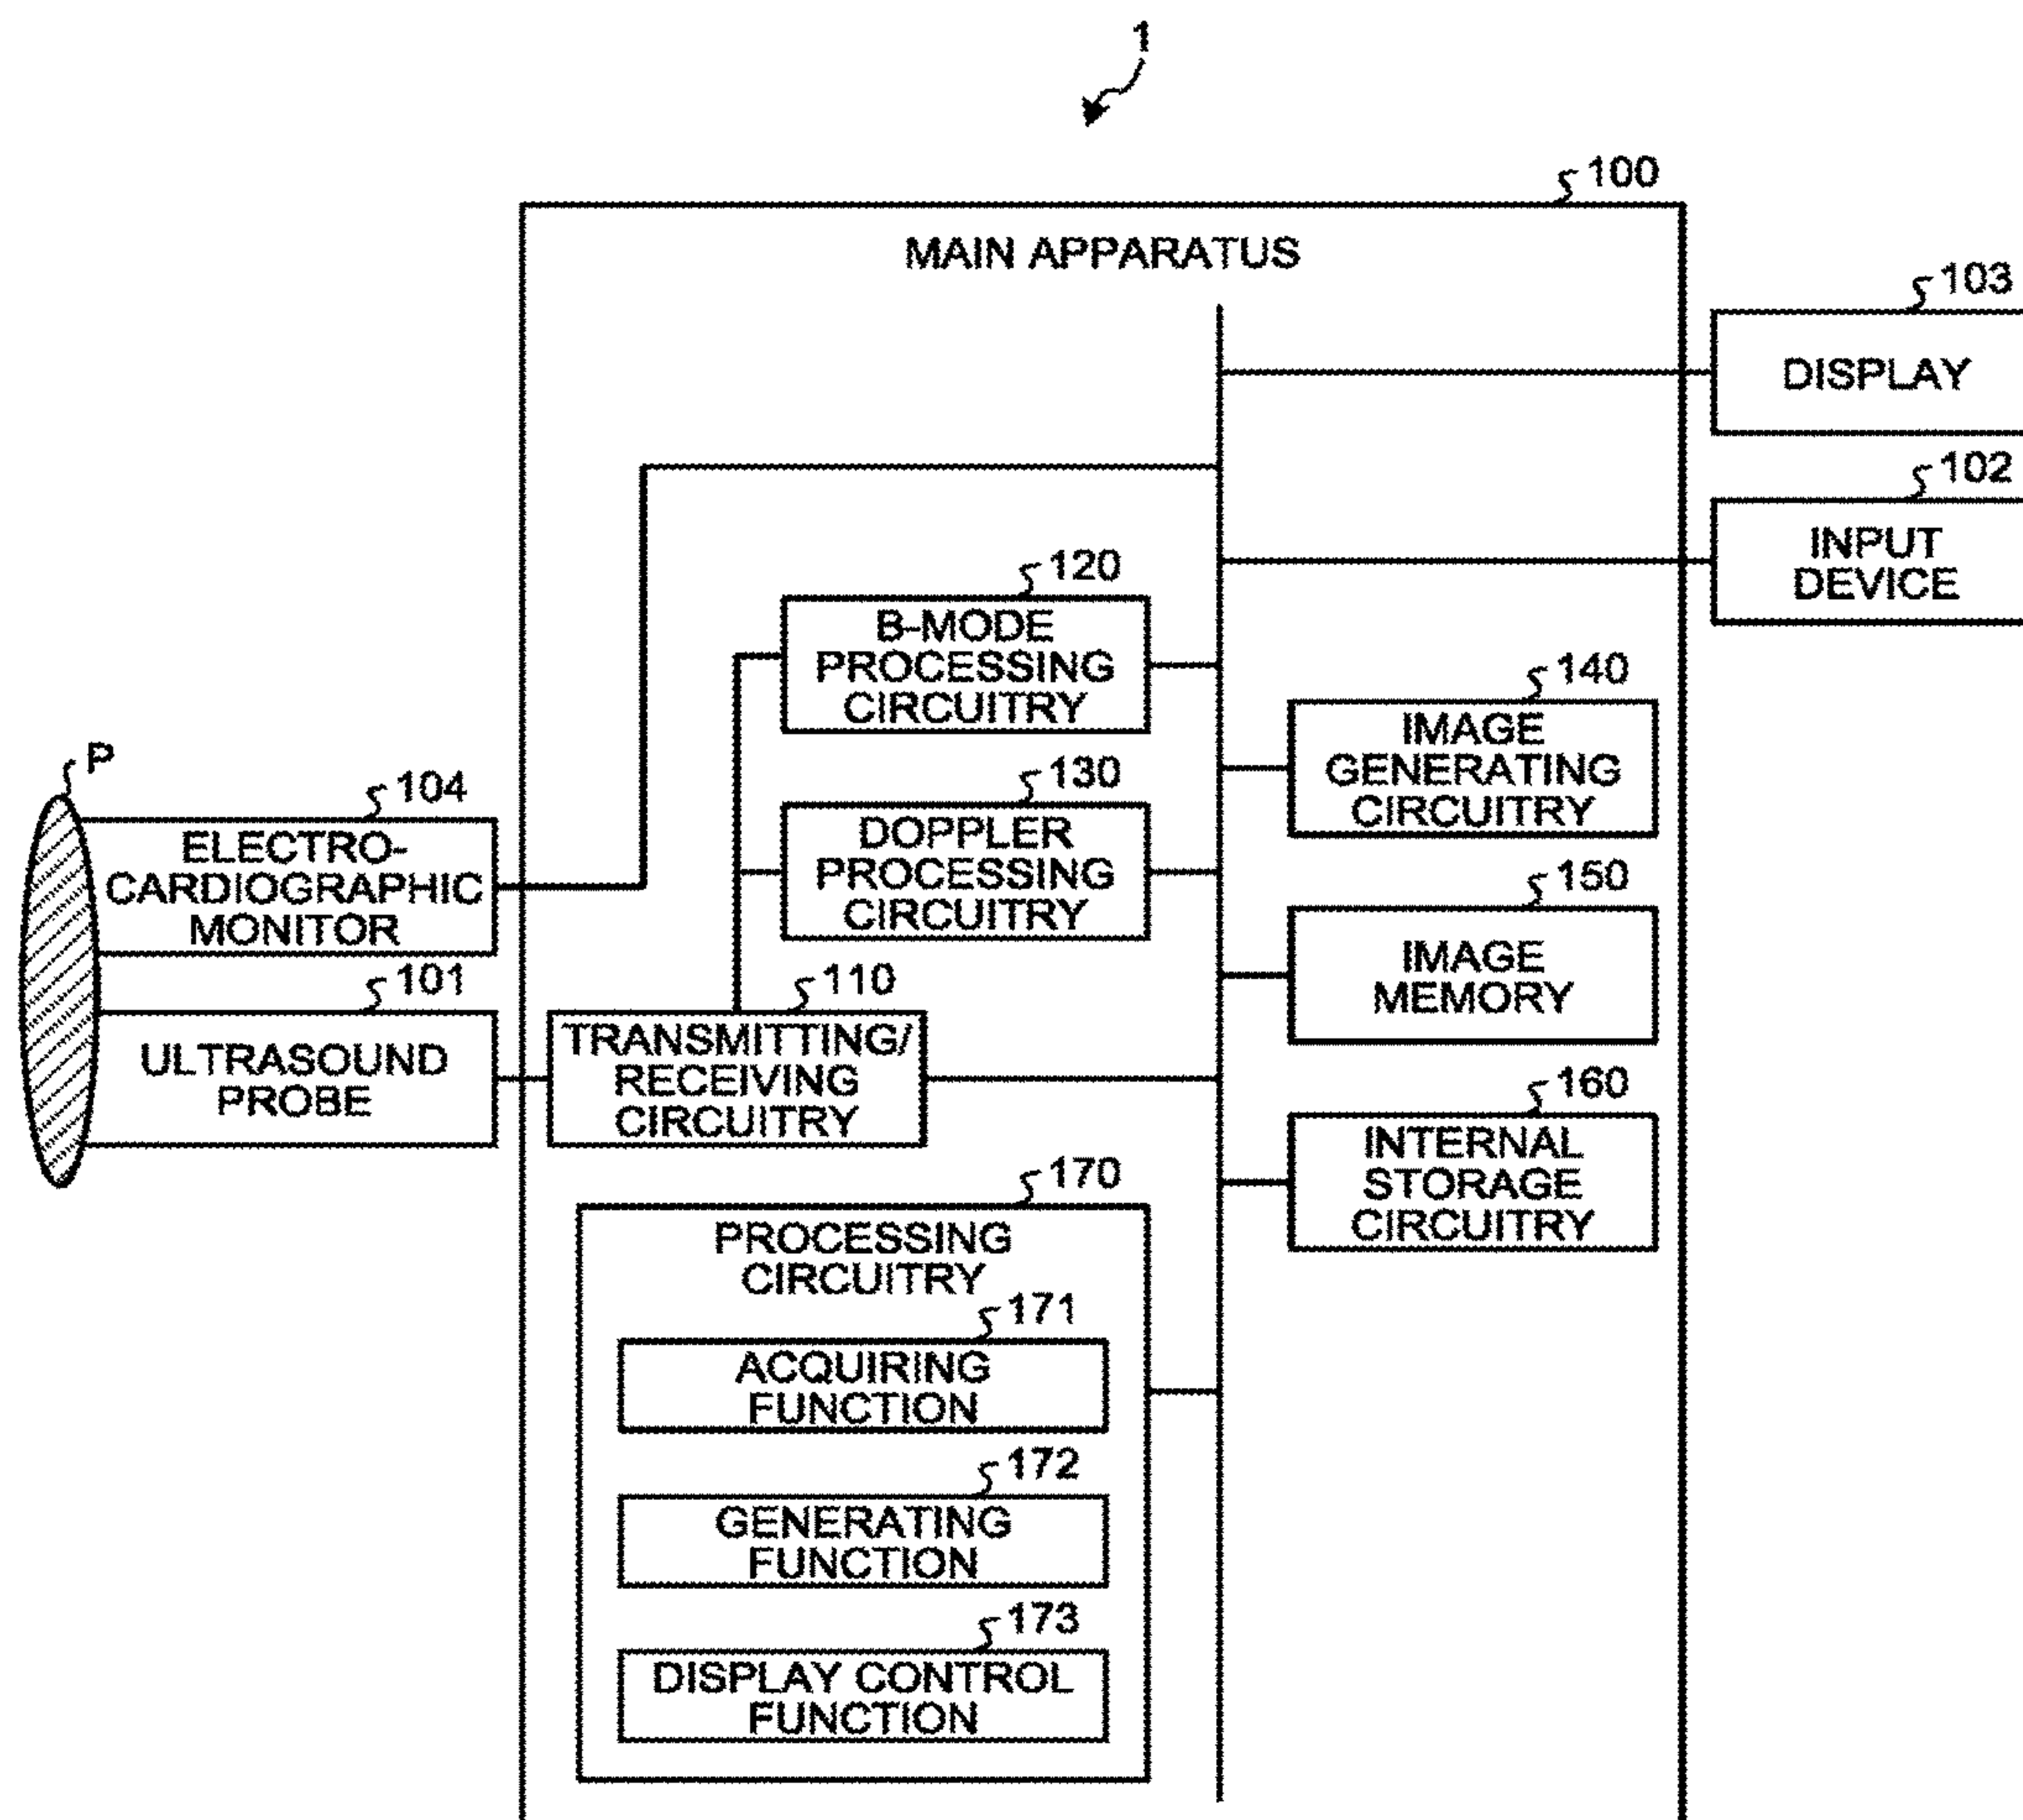 1
100
MAIN APPARATUS
103
DISPLAY
102
INPUT
DEVICE
120
B-MODE
PROCESSING
CIRCUITRY
140
IMAGE
GENERATING
CIRCUITRY
P
104
ELECTRO-
CARDIOGRAPHIC
MONITOR
130
DOPPLER
PROCESSING
CIRCUITRY
150
IMAGE
MEMORY
101
ULTRASOUND
PROBE
110
TRANSMITTING/
RECEIVING
CIRCUITRY
160
INTERNAL
STORAGE
CIRCUITRY
170
PROCESSING
CIRCUITRY
171
ACQUIRING
FUNCTION
172
GENERATING
FUNCTION
173
DISPLAY CONTROL
FUNCTION